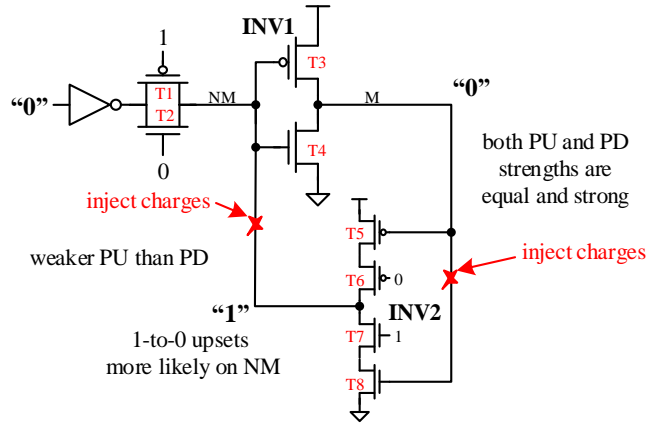 INV1
1
T3
"0"
T1
NM
M
"0"
T2
T4
both PU and PD
strengths are
equal and strong
0
inject charges
T5
weaker PU than PD
inject charges
T6
0
"1"
INV2
1-to-0 upsets
more likely on NM
T7
1
T8